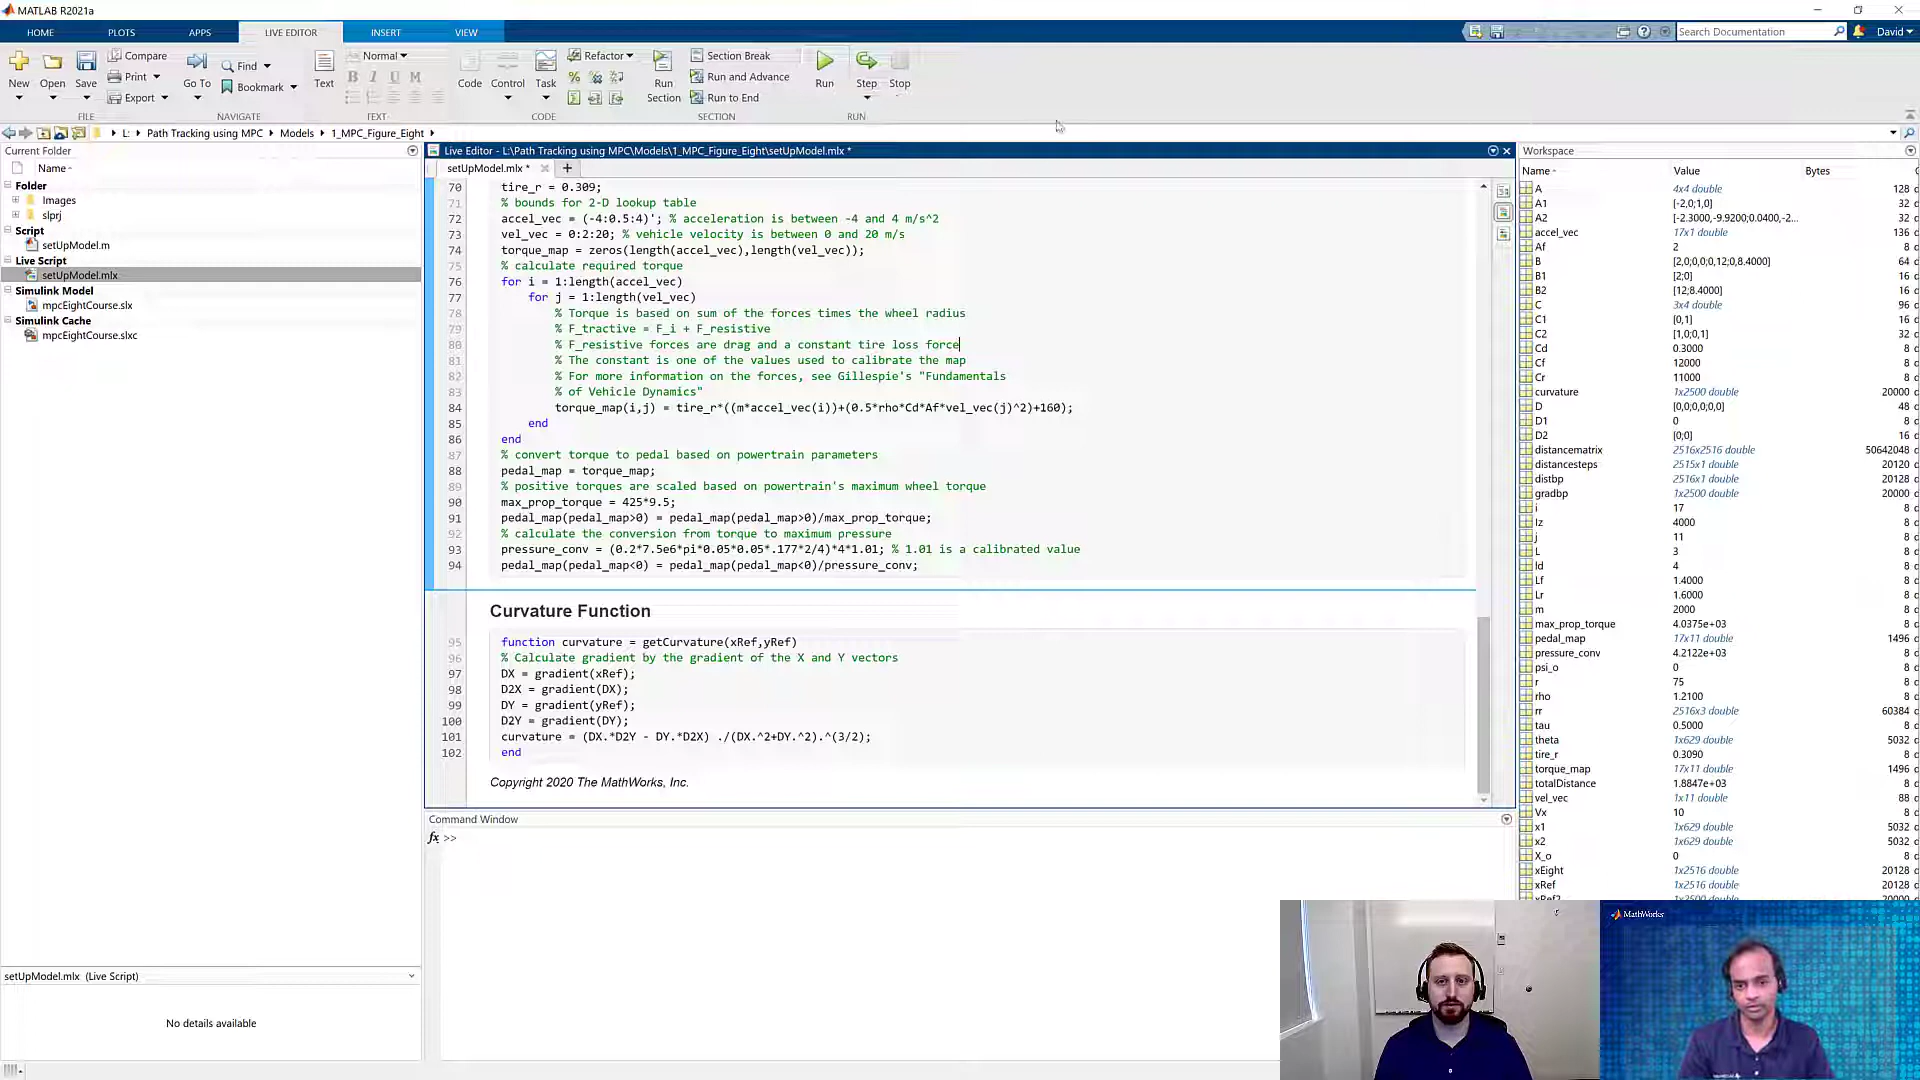 MATLAB R2021a
HOME PLOTS APPS LIVE EDITOR INSERT VIEW
Search Documentation
David
New Open Save Compare Print Export
Go To Find Bookmark
Text Normal B I U M
Code Control Task Refactor
Run Section Section Break Run and Advance Run to End
Run Step Stop
FILE NAVIGATE TEXT CODE SECTION RUN
L: Path Tracking using MPC Models 1_MPC_Figure_Eight
Current Folder
Name
Folder
Images
slprj
Script
setUpModel.m
Live Script
setUpModel.mlx
Simulink Model
mpcEightCourse.slx
Simulink Cache
mpcEightCourse.slxc
setUpModel.mlx (Live Script)
No details available
Live Editor - L:\Path Tracking using MPC\Models\1_MPC_Figure_Eight\setUpModel.mlx *
setUpModel.mlx * +
70 tire_r = 0.309;
71 % bounds for 2-D lookup table
72 accel_vec = (-4:0.5:4)'; % acceleration is between -4 and 4 m/s^2
73 vel_vec = 0:2:20; % vehicle velocity is between 0 and 20 m/s
74 torque_map = zeros(length(accel_vec),length(vel_vec));
75 % calculate required torque
76 for i = 1:length(accel_vec)
77 for j = 1:length(vel_vec)
78 % Torque is based on sum of the forces times the wheel radius
79 % F_tractive = F_i + F_resistive
80 % F_resistive forces are drag and a constant tire loss force
81 % The constant is one of the values used to calibrate the map
82 % For more information on the forces, see Gillespie's "Fundamentals
83 % of Vehicle Dynamics"
84 torque_map(i,j) = tire_r*((m*accel_vec(i))+(0.5*rho*Cd*Af*vel_vec(j)^2)+160);
85 end
86 end
87 % convert torque to pedal based on powertrain parameters
88 pedal_map = torque_map;
89 % positive torques are scaled based on powertrain's maximum wheel torque
90 max_prop_torque = 425*9.5;
91 pedal_map(pedal_map>0) = pedal_map(pedal_map>0)/max_prop_torque;
92 % calculate the conversion from torque to maximum pressure
93 pressure_conv = (0.2*7.5e6*pi*0.05*0.05*.177*2/4)*4*1.01; % 1.01 is a calibrated value
94 pedal_map(pedal_map<0) = pedal_map(pedal_map<0)/pressure_conv;
Curvature Function
95 function curvature = getCurvature(xRef,yRef)
96 % Calculate gradient by the gradient of the X and Y vectors
97 DX = gradient(xRef);
98 D2X = gradient(DX);
99 DY = gradient(yRef);
100 D2Y = gradient(DY);
101 curvature = (DX.*D2Y - DY.*D2X) ./(DX.^2+DY.^2).^(3/2);
102 end
Copyright 2020 The MathWorks, Inc.
Command Window
fx >>
Workspace
Name Value Bytes
A 4x4 double 128
A1 [-2,0;1,0] 32
A2 [-2.3000,-9.9200;0.0400,-2... 32
accel_vec 17x1 double 136
Af 2 8
B [2,0;0,0;0,12;0,8.4000] 64
B1 [2;0] 16
B2 [12;8.4000] 16
C 3x4 double 96
C1 [0,1] 16
C2 [1,0;0,1] 32
Cd 0.3000 8
Cf 12000 8
Cr 11000 8
curvature 1x2500 double 20000
D [0,0;0,0;0,0] 48
D1 0 8
D2 [0;0] 16
distancematrix 2516x2516 double 50642048
distancesteps 2515x1 double 20120
distbp 2516x1 double 20128
gradbp 1x2500 double 20000
i 17 8
Iz 4000 8
j 11 8
L 3 8
ld 4 8
Lf 1.4000 8
Lr 1.6000 8
m 2000 8
max_prop_torque 4.0375e+03 8
pedal_map 17x11 double 1496
pressure_conv 4.2122e+03 8
psi_o 0 8
r 75 8
rho 1.2100 8
rr 2516x3 double 60384
tau 0.5000 8
theta 1x629 double 5032
tire_r 0.3090 8
torque_map 17x11 double 1496
totalDistance 1.8847e+03 8
vel_vec 1x11 double 88
Vx 10 8
x1 1x629 double 5032
x2 1x629 double 5032
X_o 0 8
xEight 1x2516 double 20128
xRef 1x2516 double 20128
xRef2 1x2500 double 20000
MathWorks